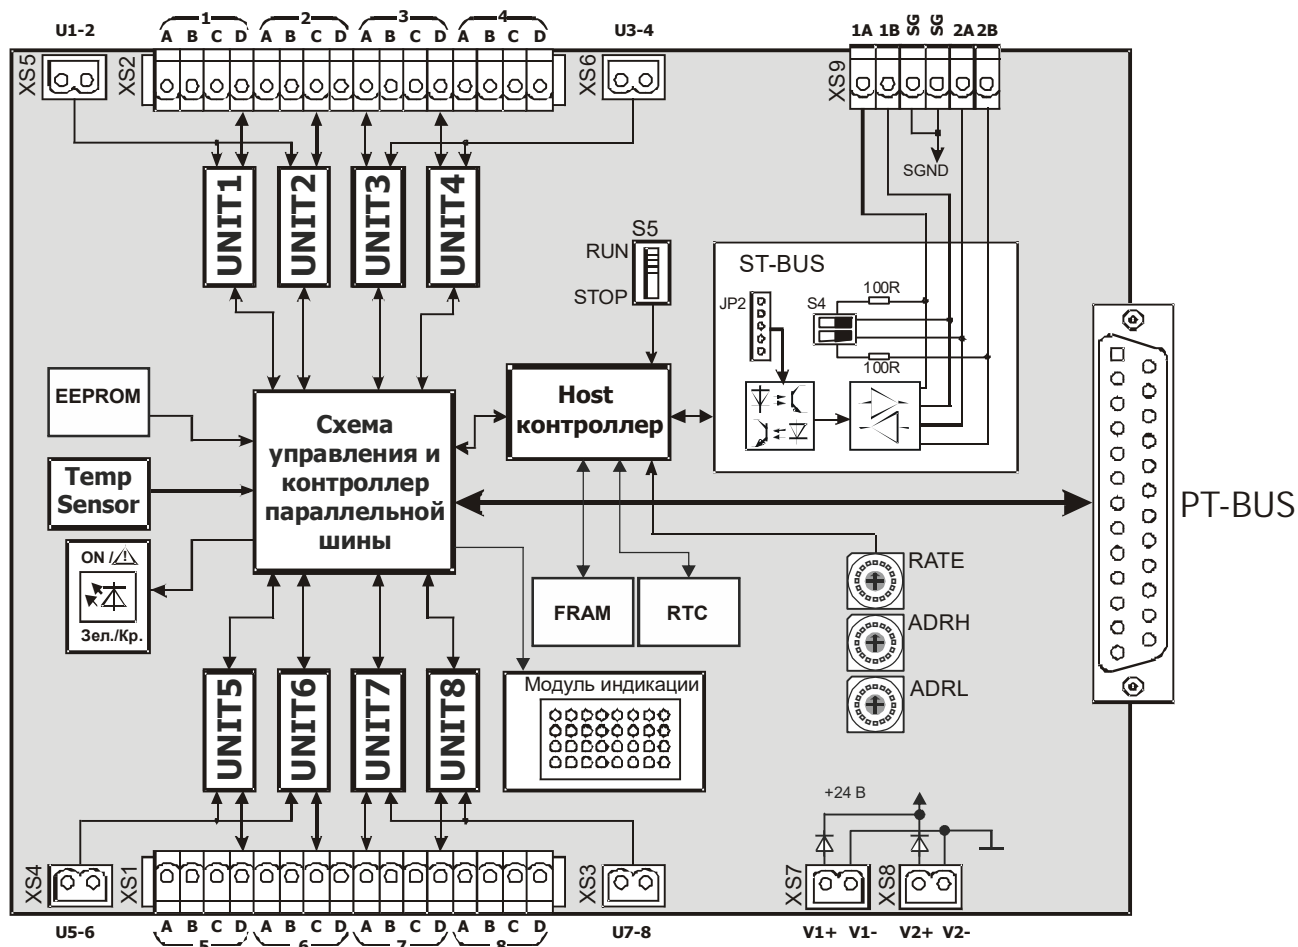 1 2 3 4
U1-2 A B C D A B C D A B C D A B C D U3-4 1A 1B SG SG 2A 2B
XS5 XS2 XS6 XS9
SGND
UNIT1 UNIT2 UNIT3 UNIT4
S5
RUN
STOP
ST-BUS
JP2 S4 100R
100R
EEPROM
Схема
управления и
контроллер
параллельной
шины
Host
контроллер
Temp
Sensor
PT-BUS
ON /⚠
Зел./Кр.
FRAM RTC
RATE
ADRH
ADRL
UNIT5 UNIT6 UNIT7 UNIT8
Модуль индикации
+24 В
XS4 XS1 XS3 XS7 XS8
U5-6 A B C D A B C D A B C D A B C D U7-8 V1+ V1- V2+ V2-
5 6 7 8